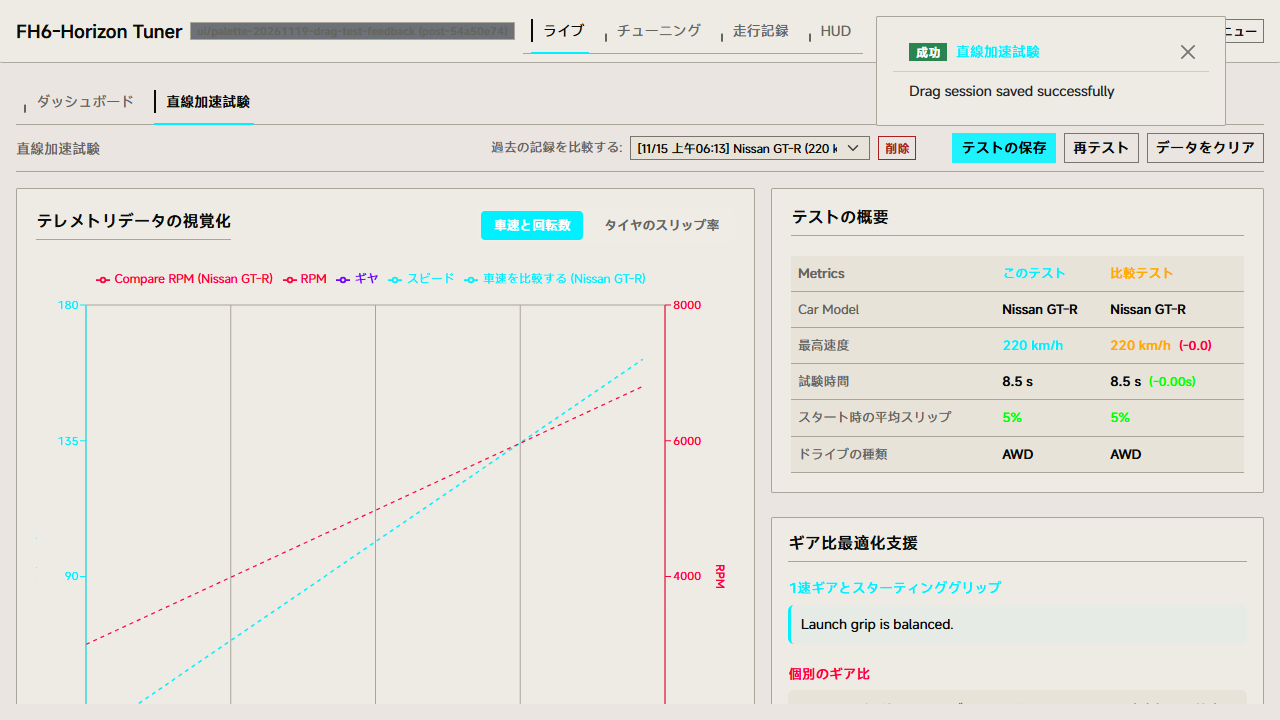 FH6-Horizon Tuner
ライブ
チューニング
走行記録
HUD
ニュー
成功 直線加速試験
Drag session saved successfully
ダッシュボード
直線加速試験
直線加速試験
過去の記録を比較する:
[11/15 上午06:13] Nissan GT-R (220 k
削除
テストの保存
再テスト
データをクリア
テレメトリデータの視覚化
車速と回転数
タイヤのスリップ率
Compare RPM (Nissan GT-R)
RPM
ギヤ
スピード
車速を比較する (Nissan GT-R)
180
135
90
8000
6000
4000
RPM
テストの概要
Metrics このテスト 比較テスト
Car Model Nissan GT-R Nissan GT-R
最高速度 220 km/h 220 km/h (-0.0)
試験時間 8.5 s 8.5 s (-0.00s)
スタート時の平均スリップ 5% 5%
ドライブの種類 AWD AWD
ギア比最適化支援
1速ギアとスターティンググリップ
Launch grip is balanced.
個別のギア比